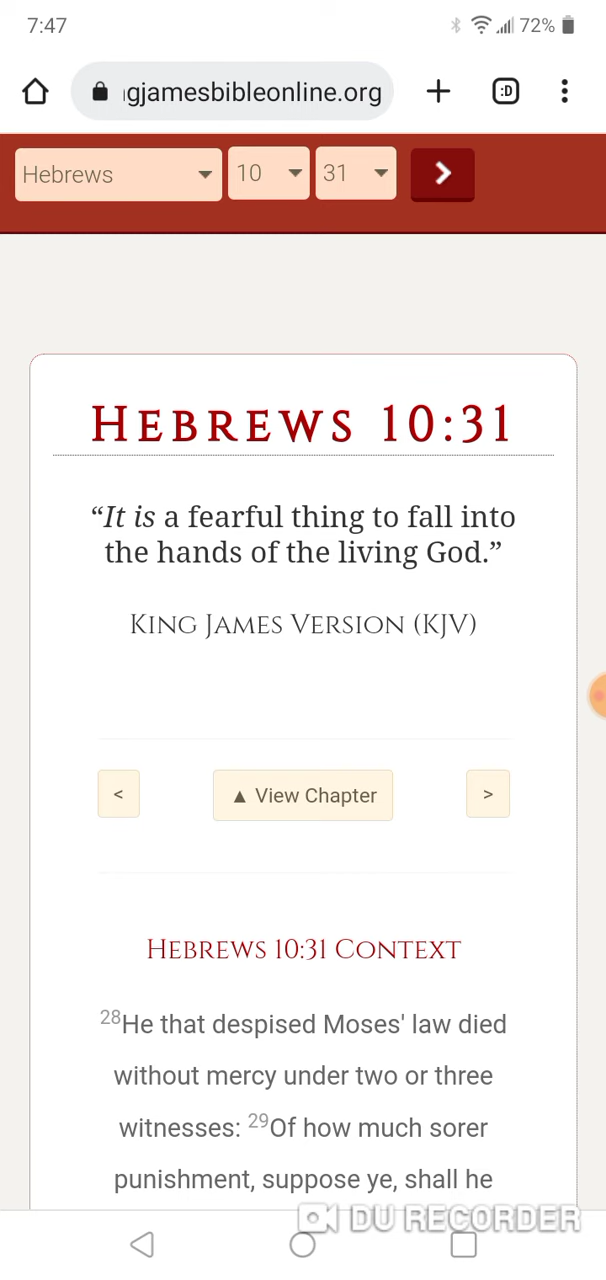 7:47 72%
gjamesbibleonline.org :D
Hebrews 10 31
HEBREWS 10:31
“It is a fearful thing to fall into
the hands of the living God.”
KING JAMES VERSION (KJV)
< ▲ View Chapter >
HEBREWS 10:31 CONTEXT
28He that despised Moses' law died
without mercy under two or three
witnesses: 29Of how much sorer
punishment, suppose ye, shall he
DU RECORDER